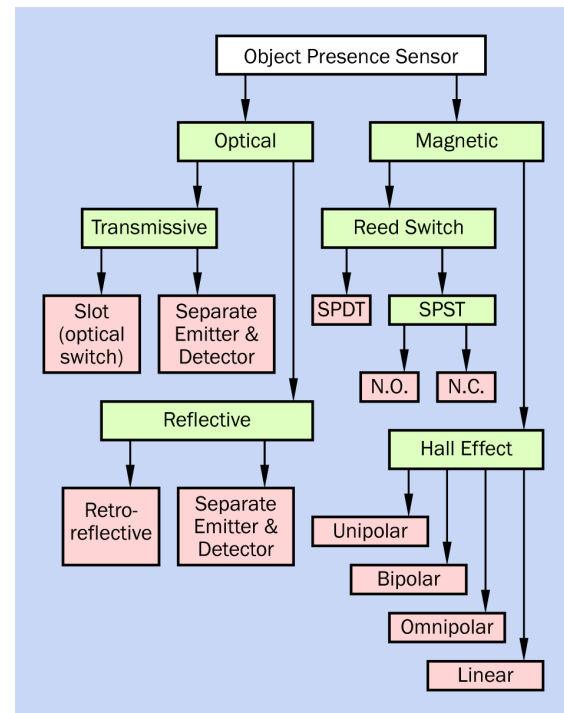 Object Presence Sensor
Optical
Magnetic
Transmissive
Reed Switch
Slot
(optical
switch)
Separate
Emitter &
Detector
SPDT
SPST
N.O.
N.C.
Reflective
Hall Effect
Retro-
reflective
Separate
Emitter &
Detector
Unipolar
Bipolar
Omnipolar
Linear